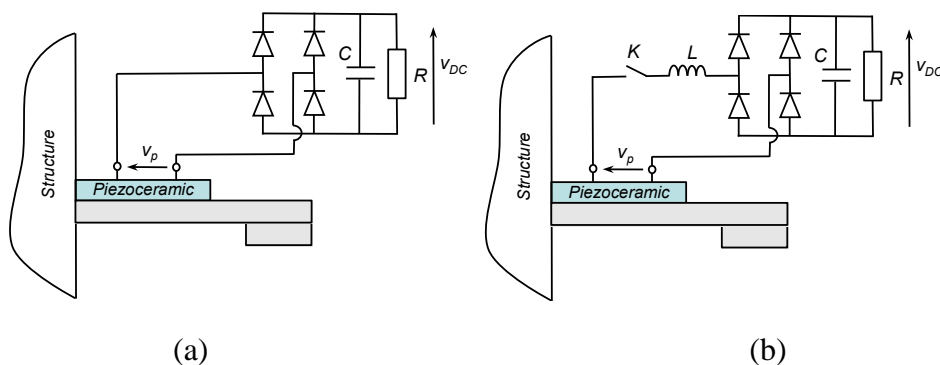 C
R
v_DC
v_p
Structure
Piezoceramic
(a)
K
L
C
R
v_DC
v_p
Structure
Piezoceramic
(b)